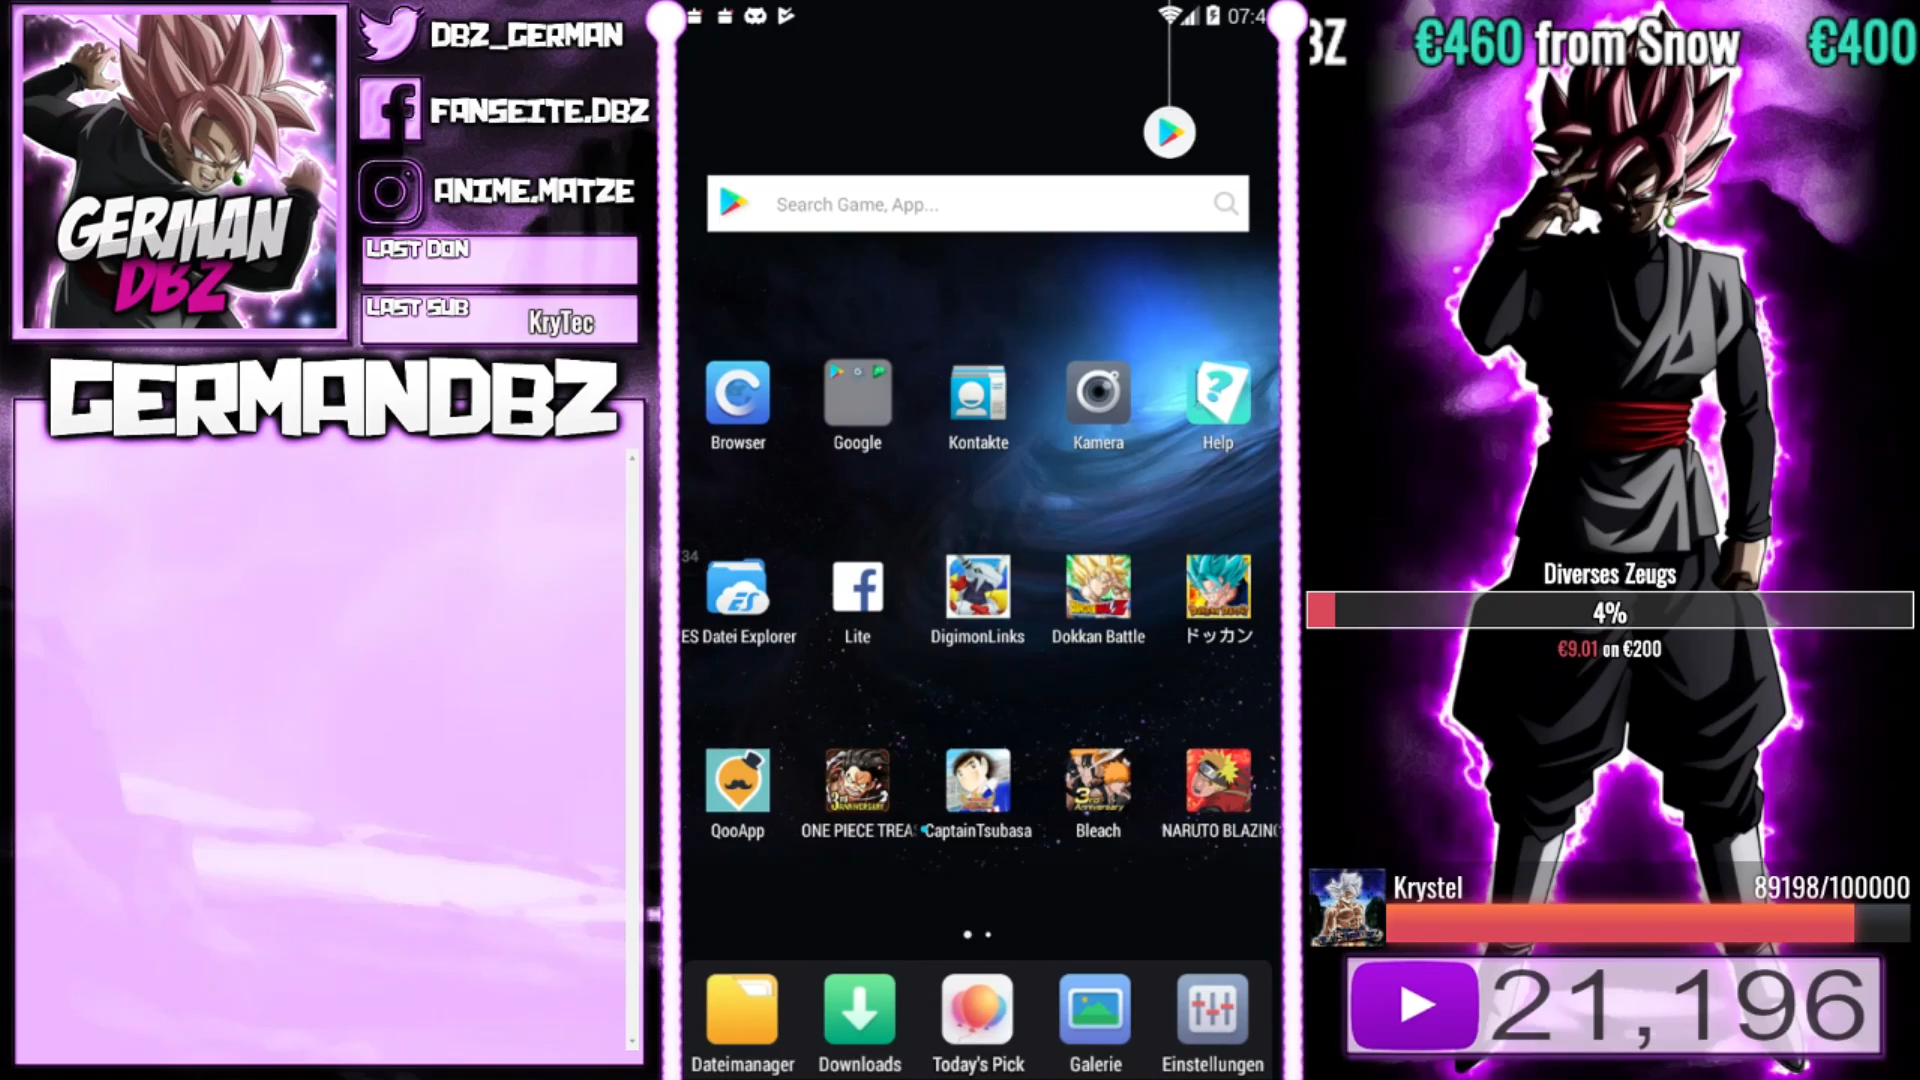 DBZ_GERMAN
FANSEITE.DBZ
ANIME.MATZE
LAST DON
LAST SUB
KryTec
GERMAN
DBZ
GERMANDBZ
07:4
Search Game, App...
Browser
Google
Kontakte
Kamera
Help
34
ES Datei Explorer
Lite
DigimonLinks
Dokkan Battle
ドッカン
QooApp
ONE PIECE TREA
CaptainTsubasa
Bleach
NARUTO BLAZING
Dateimanager
Downloads
Today's Pick
Galerie
Einstellungen
BZ €460 from Snow €400
Diverses Zeugs
4%
€9.01 on €200
Krystel 89198/100000
21,196